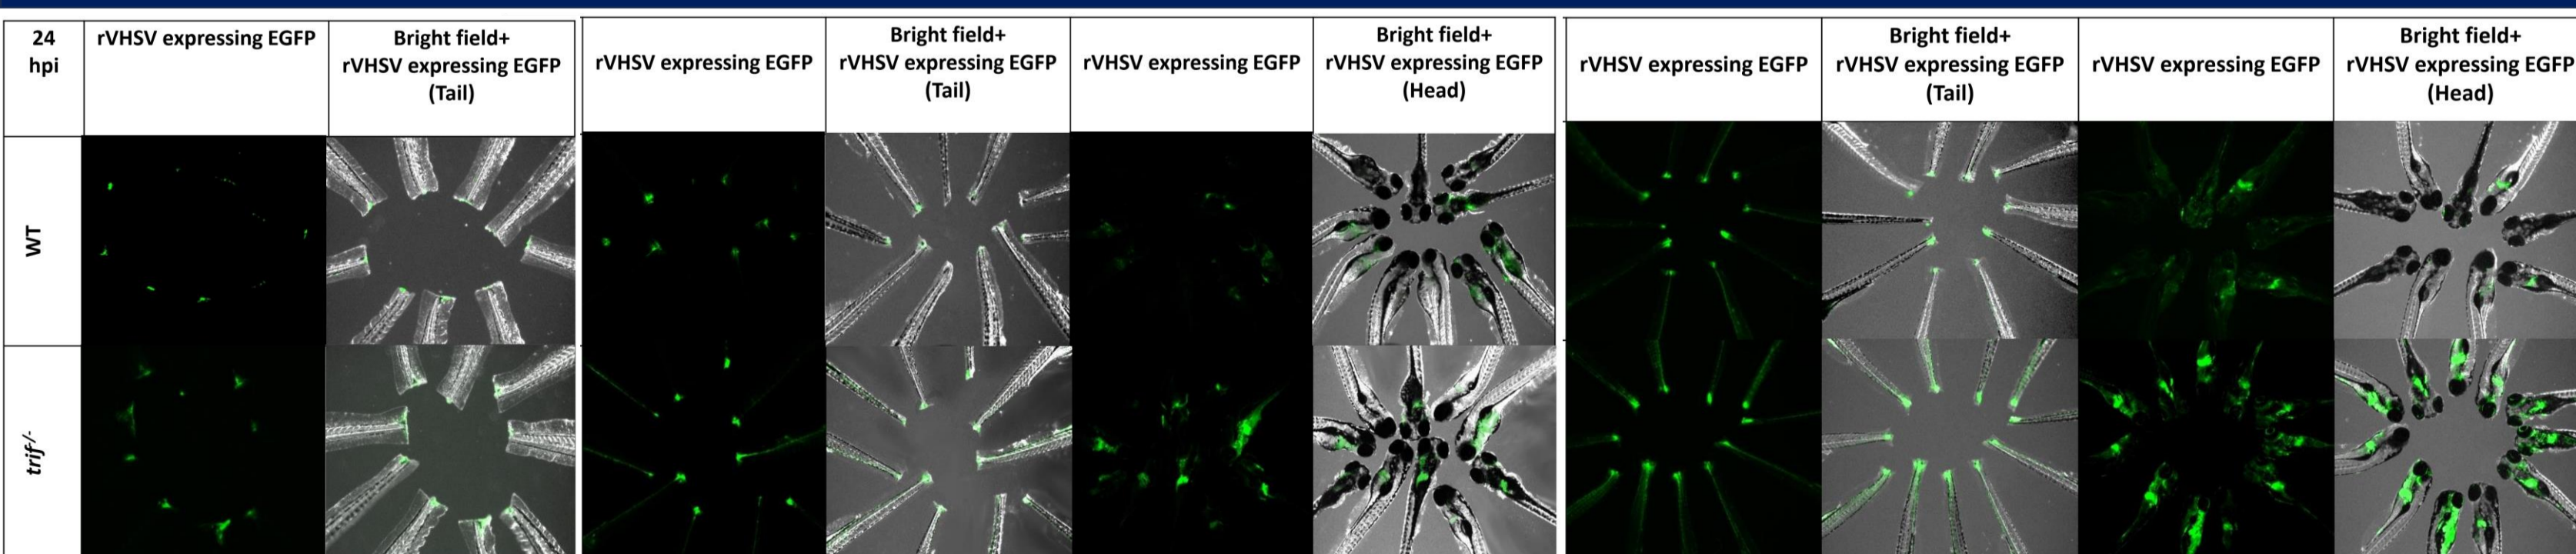 24
hpi
rVHSV expressing EGFP
Bright field+
rVHSV expressing EGFP
(Tail)
rVHSV expressing EGFP
Bright field+
rVHSV expressing EGFP
(Tail)
rVHSV expressing EGFP
Bright field+
rVHSV expressing EGFP
(Head)
rVHSV expressing EGFP
Bright field+
rVHSV expressing EGFP
(Tail)
rVHSV expressing EGFP
Bright field+
rVHSV expressing EGFP
(Head)
WT
trif/-